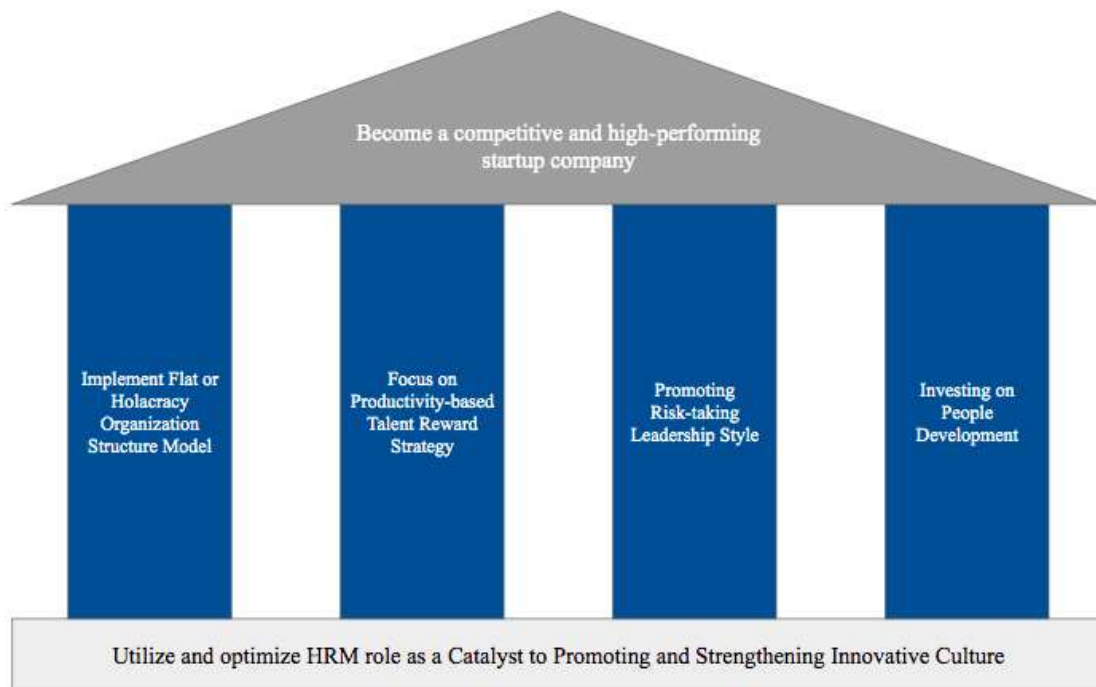 Become a competitive and high-performing
startup company
Implement Flat or
Holacracy
Organization
Structure Model
Focus on
Productivity-based
Talent Reward
Strategy
Promoting
Risk-taking
Leadership Style
Investing on
People
Development
Utilize and optimize HRM role as a Catalyst to Promoting and Strengthening Innovative Culture